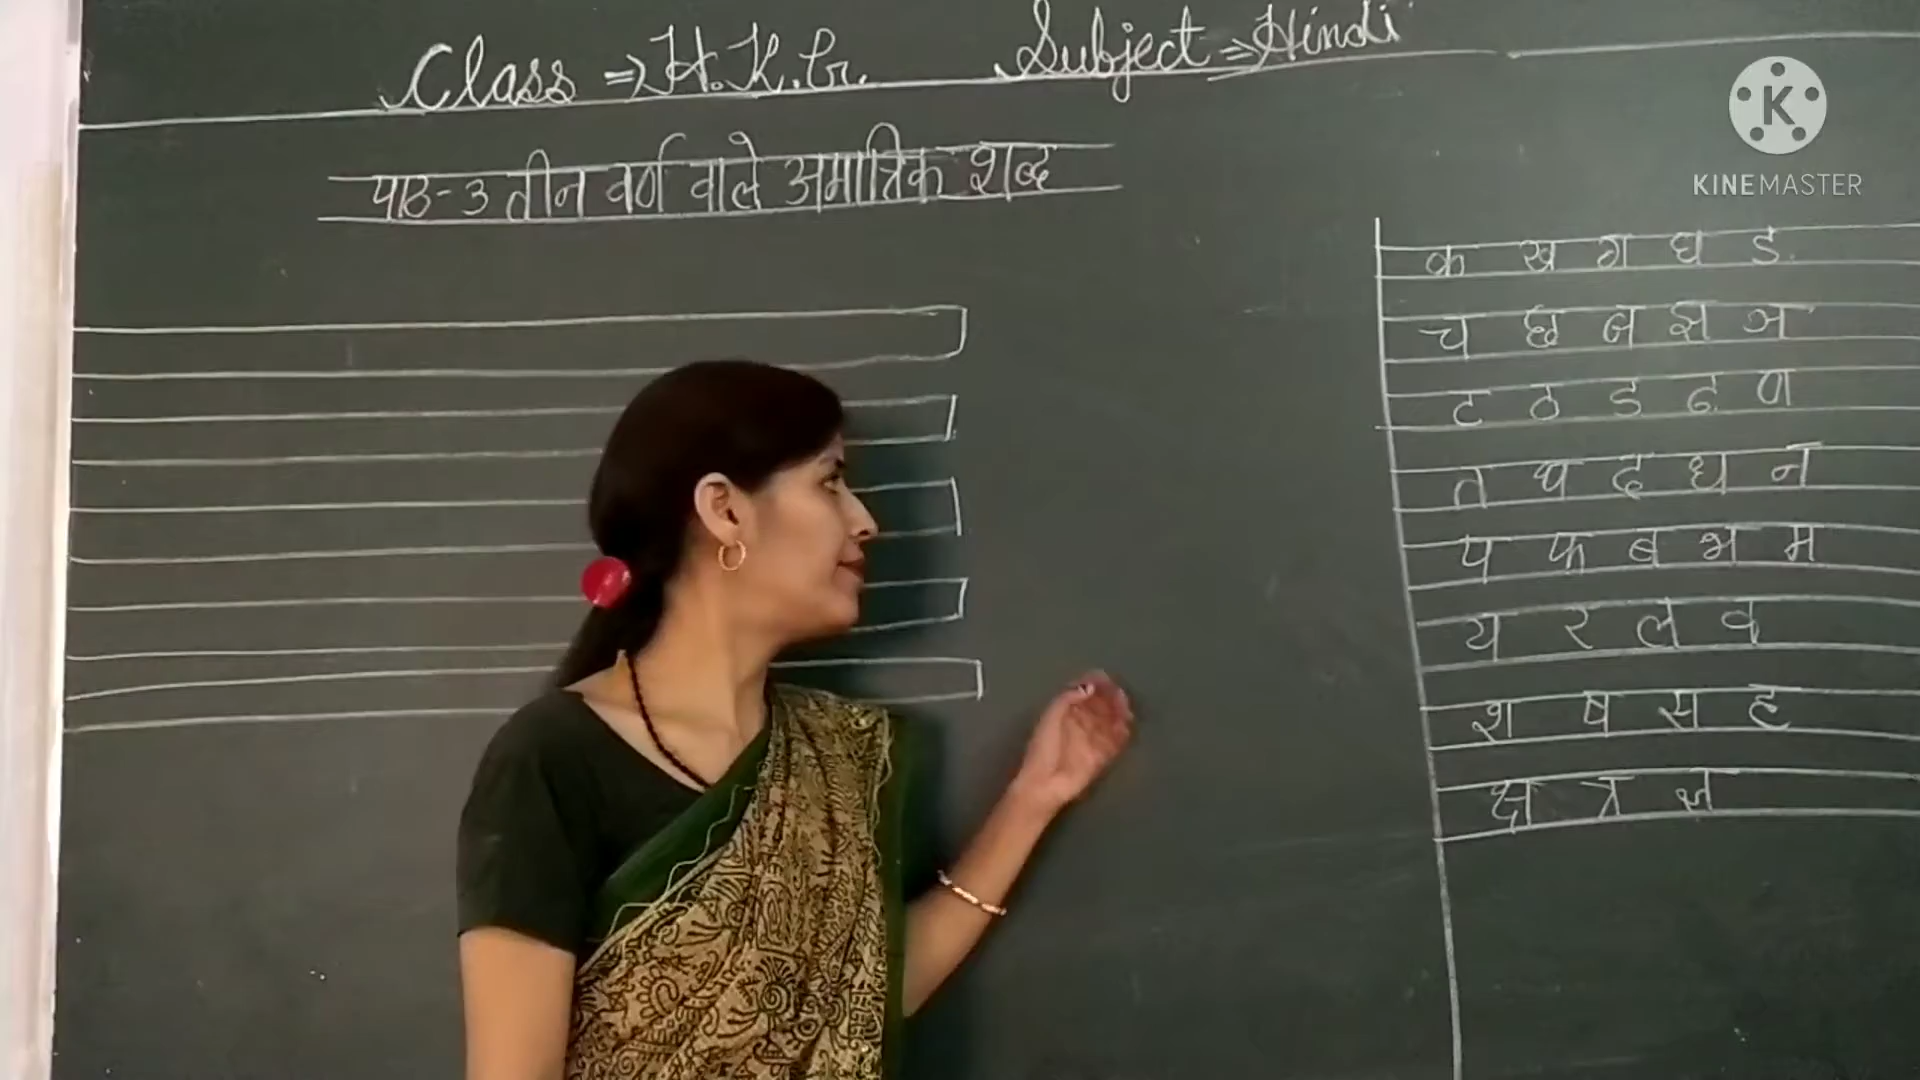 Class ⇒ H.K.G. Subject ⇒ Hindi
पाठ-3 तीन वर्ण वाले अमात्रिक शब्द
K
KINEMASTER
क ख ग घ ङ
च छ ज झ ञ
ट ठ ड ढ ण
त थ द ध न
प फ ब भ म
य र ल व
श ष स ह
क्ष त्र ज्ञ